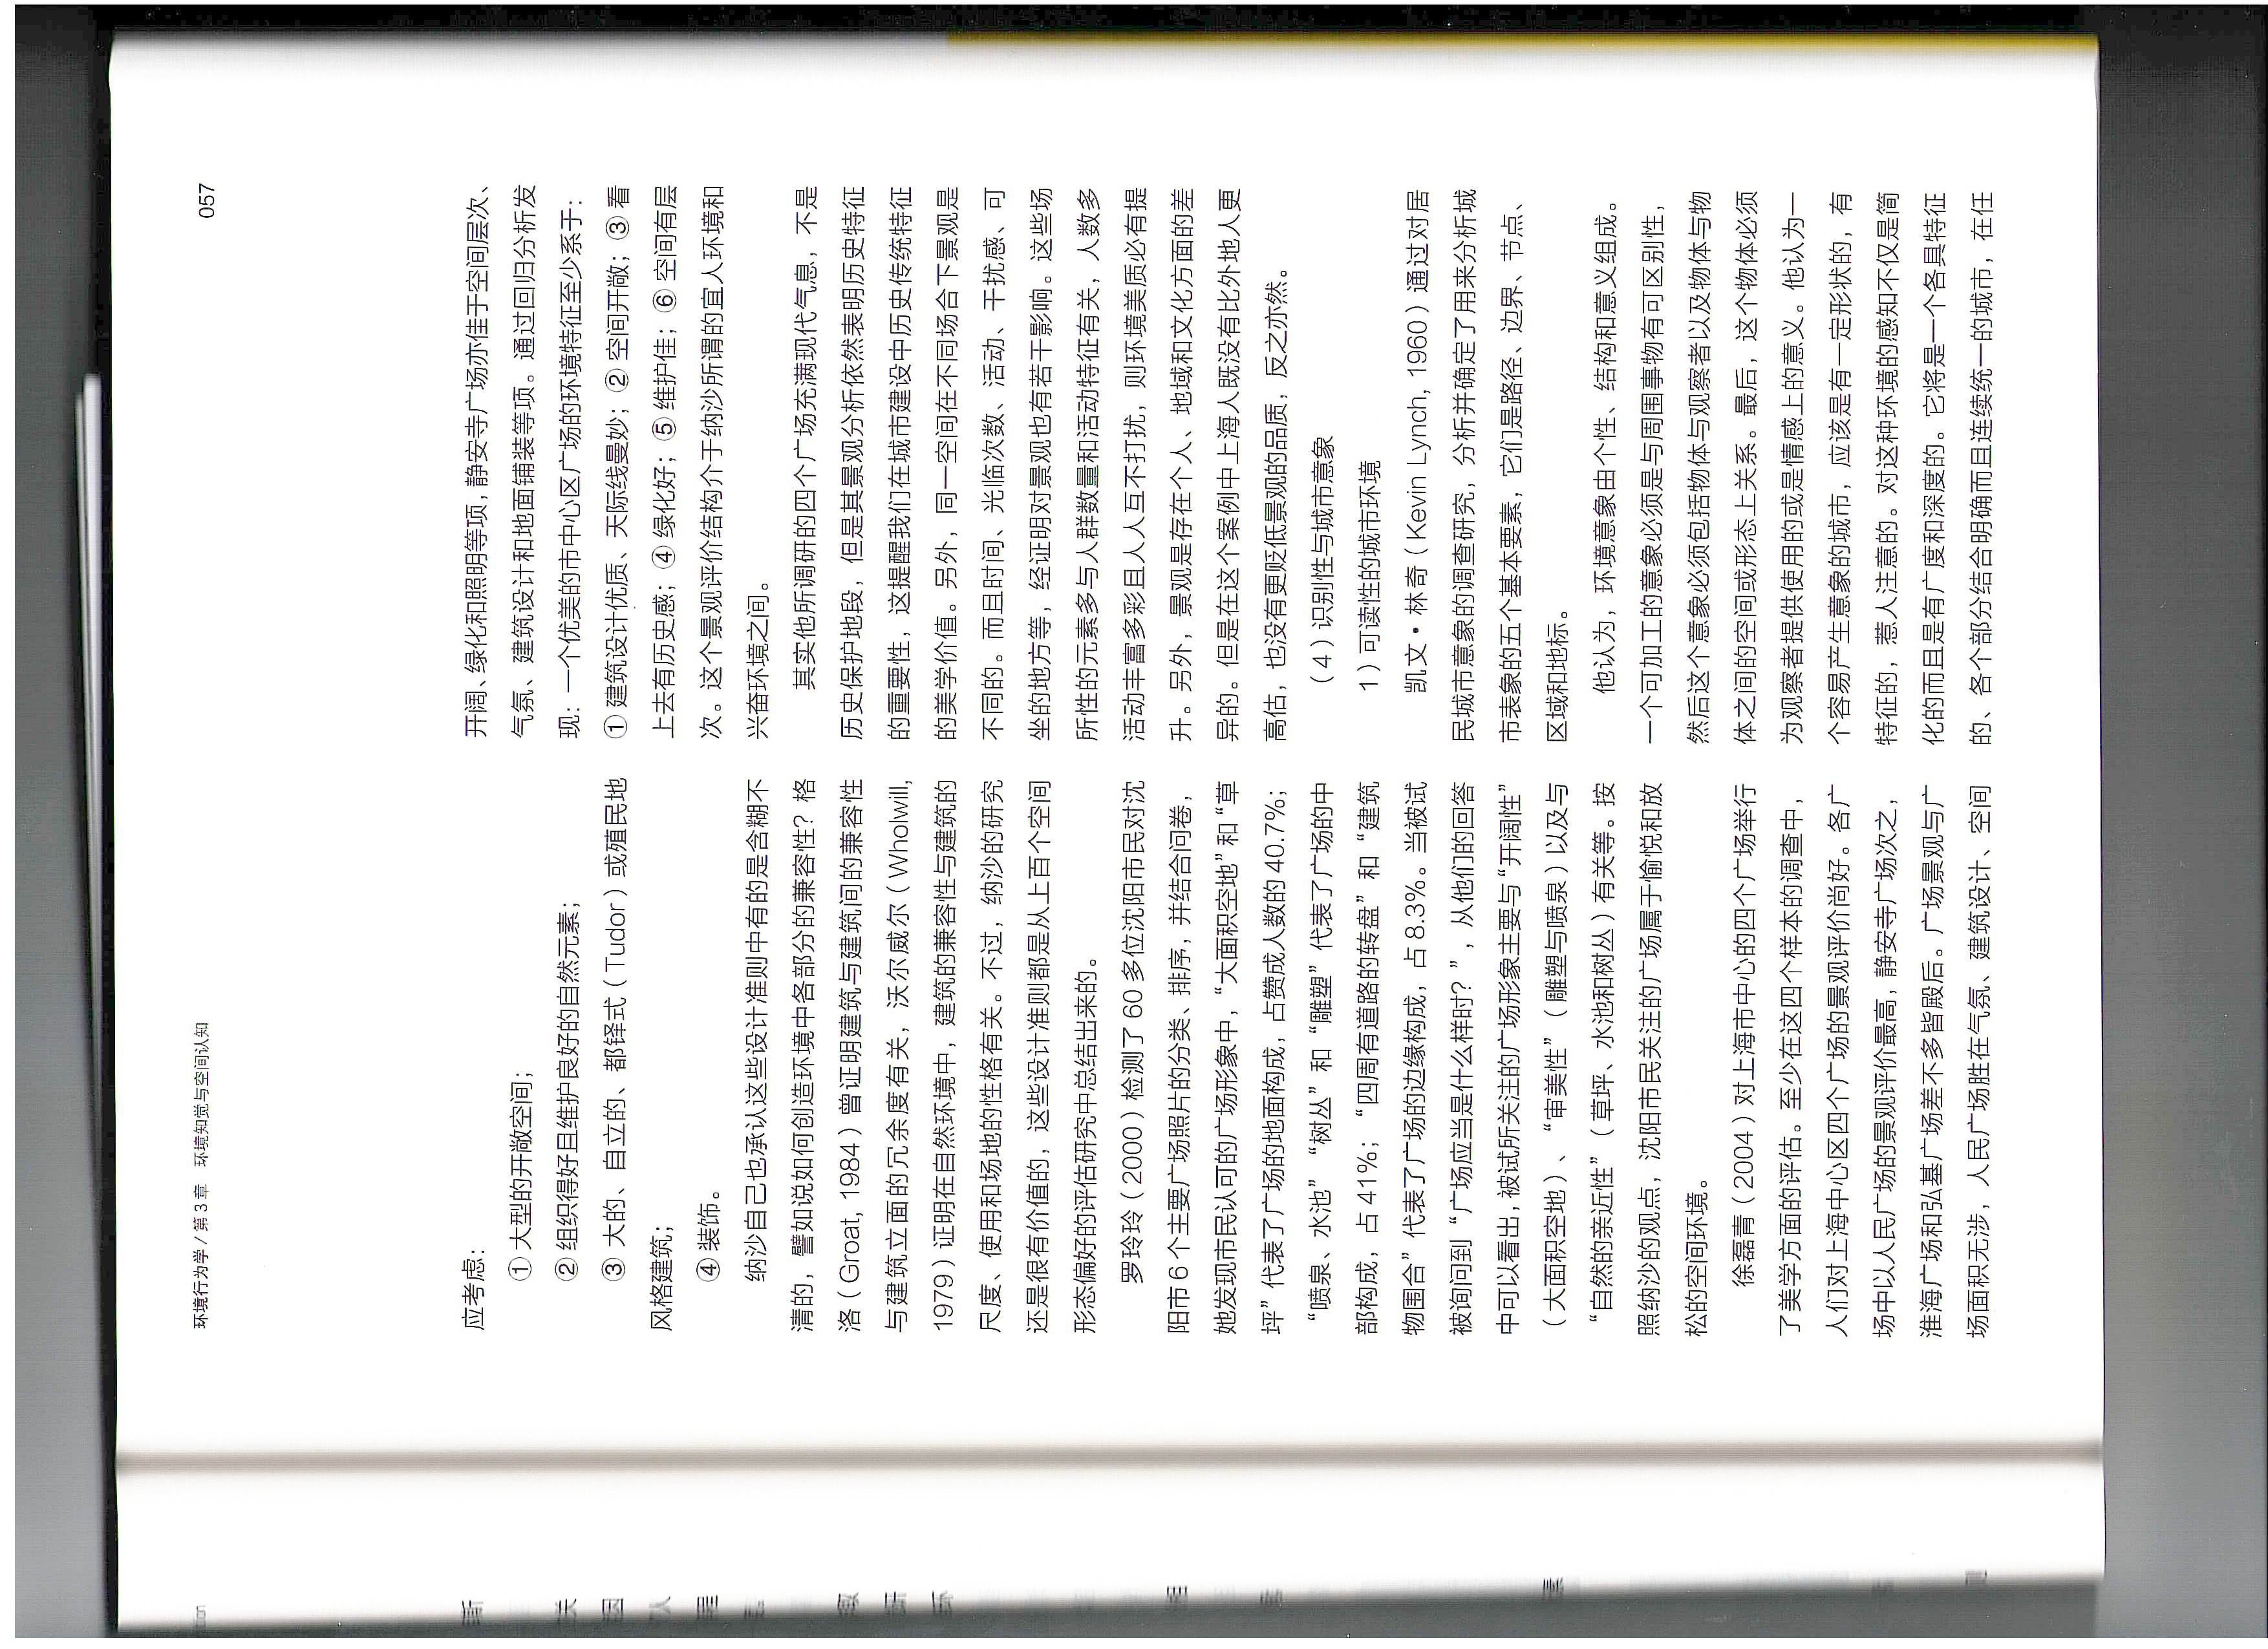 环境行为学 / 第 3 章　环境知觉与空间认知
057
应考虑：
① 大型的开敞空间；
② 组织得好且维护良好的自然元素；
③ 大的、自立的、都铎式（Tudor）或殖民地
风格建筑；
④ 装饰。
纳沙自己也承认这些设计准则中有的是含糊不
清的，譬如说如何创造环境中各部分的兼容性？格
洛（Groat, 1984）曾证明建筑与建筑间的兼容性
与建筑立面的冗余度有关，沃尔威尔（Wholwill,
1979）证明在自然环境中，建筑的兼容性与建筑的
尺度、使用和场地的性格有关。不过，纳沙的研究
还是很有价值的，这些设计准则都是从上百个空间
形态偏好的评估研究中总结出来的。
罗玲玲（2000）检测了 60 多位沈阳市民对沈
阳市 6 个主要广场照片的分类、排序，并结合问卷，
她发现市民认可的广场形象中，“大面积空地”和“草
坪”代表了广场的地面构成，占赞成人数的 40.7%；
“喷泉、水池”“树丛”和“雕塑”代表了广场的中
部构成，占 41%；“四周有道路的转盘”和“建筑
物围合”代表了广场的边缘构成，占 8.3%。当被试
被询问到“广场应当是什么样时？”，从他们的回答
中可以看出，被试所关注的广场形象主要与“开阔性”
（大面积空地）、“审美性”（雕塑与喷泉）以及与
“自然的亲近性”（草坪、水池和树丛）有关等。按
照纳沙的观点，沈阳市民关注的广场属于愉悦和放
松的空间环境。
徐磊青（2004）对上海市中心的四个广场举行
了美学方面的评估。至少在这四个样本的调查中，
人们对上海中心区四个广场的景观评价尚好。各广
场中以人民广场的景观评价最高，静安寺广场次之，
淮海广场和弘基广场差不多皆殿后。广场景观与广
场面积无涉，人民广场胜在气氛、建筑设计、空间
开阔、绿化和照明等项，静安寺广场亦佳于空间层次、
气氛、建筑设计和地面铺装等项。通过回归分析发
现：一个优美的市中心区广场的环境特征至少系于：
① 建筑设计优质、天际线曼妙；② 空间开敞；③ 看
上去有历史感；④ 绿化好；⑤ 维护佳；⑥ 空间有层
次。这个景观评价结构介于纳沙所谓的宜人环境和
兴奋环境之间。
其实他所调研的四个广场充满现代气息，不是
历史保护地段，但是其景观分析依然表明历史特征
的重要性，这提醒我们在城市建设中历史传统特征
的美学价值。另外，同一空间在不同场合下景观是
不同的。而且时间、光临次数、活动、干扰感、可
坐的地方等，经证明对景观也有若干影响。这些场
所性的元素多与人群数量和活动特征有关，人数多
活动丰富多彩且人人互不打扰，则环境美质必有提
升。另外，景观是存在个人、地域和文化方面的差
异的。但是在这个案例中上海人既没有比外地人更
高估，也没有更贬低景观的品质，反之亦然。
（4）识别性与城市意象
1）可读性的城市环境
凯文·林奇（Kevin Lynch, 1960）通过对居
民城市意象的调查研究，分析并确定了用来分析城
市表象的五个基本要素，它们是路径、边界、节点、
区域和地标。
他认为，环境意象由个性、结构和意义组成。
一个可加工的意象必须是与周围事物有可区别性，
然后这个意象必须包括物体与观察者以及物体与物
体之间的空间或形态上关系。最后，这个物体必须
为观察者提供使用的或是情感上的意义。他认为一
个容易产生意象的城市，应该是有一定形状的，有
特征的，惹人注意的。对这种环境的感知不仅是简
化的而且是有广度和深度的。它将是一个各具特征
的、各个部分结合明确而且连续统一的城市，在任